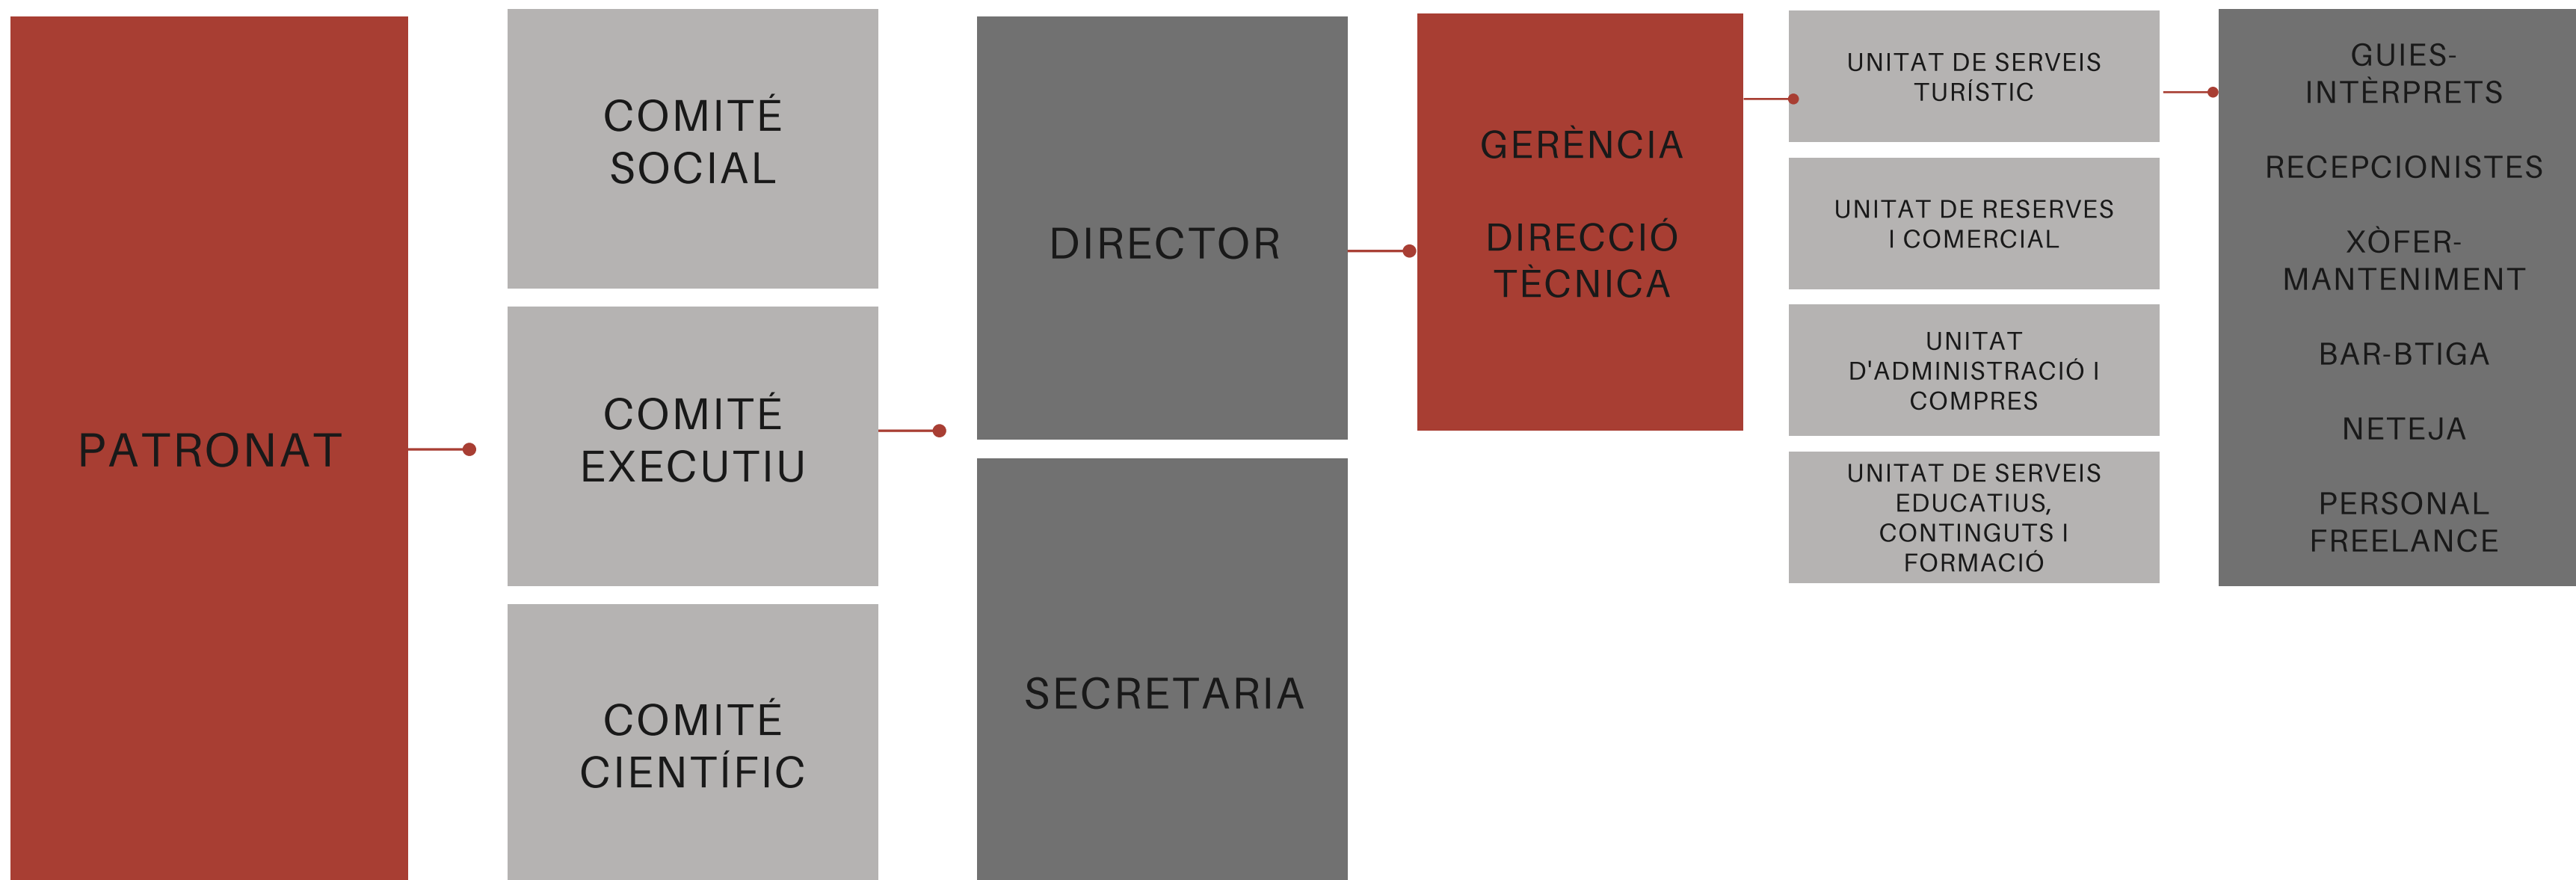 PATRONAT
COMITÉ
SOCIAL
COMITÉ
EXECUTIU
COMITÉ
CIENTÍFIC
DIRECTOR
SECRETARIA
GERÈNCIA
DIRECCIÓ
TÈCNICA
UNITAT DE SERVEIS
TURÍSTIC
UNITAT DE RESERVES
I COMERCIAL
UNITAT
D'ADMINISTRACIÓ I
COMPRES
UNITAT DE SERVEIS
EDUCATIUS,
CONTINGUTS I
FORMACIÓ
GUIES-
INTÈRPRETS
RECEPCIONISTES
XÒFER-
MANTENIMENT
BAR-BTIGA
NETEJA
PERSONAL
FREELANCE